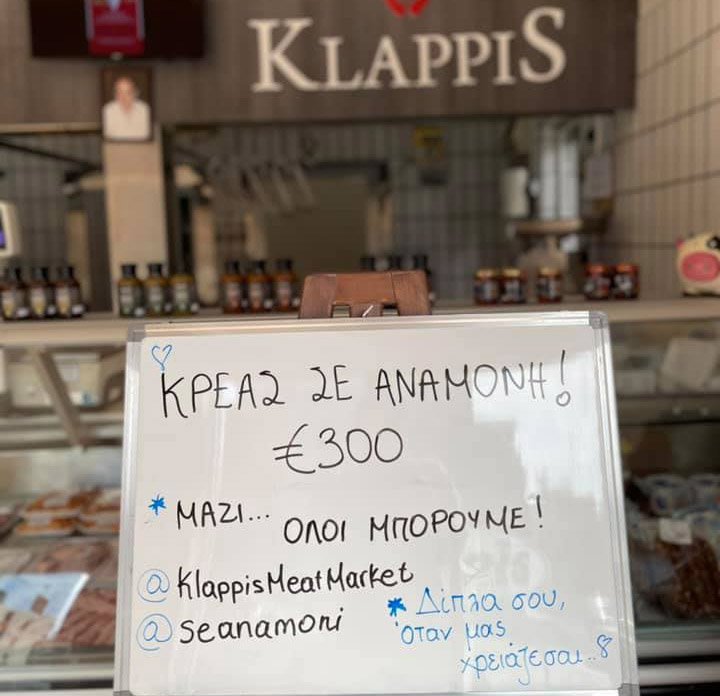 KLAPPIS
ΚΡΕΑΣ ΣΕ ΑΝΑΜΟΝΗ!
€300
* ΜΑΖΙ... ΟΛΟΙ ΜΠΟΡΟΥΜΕ!
@KlappisMeatMarket
@seanamoni
* Δίπλα σου,
όταν μας
χρειάζεσαι..